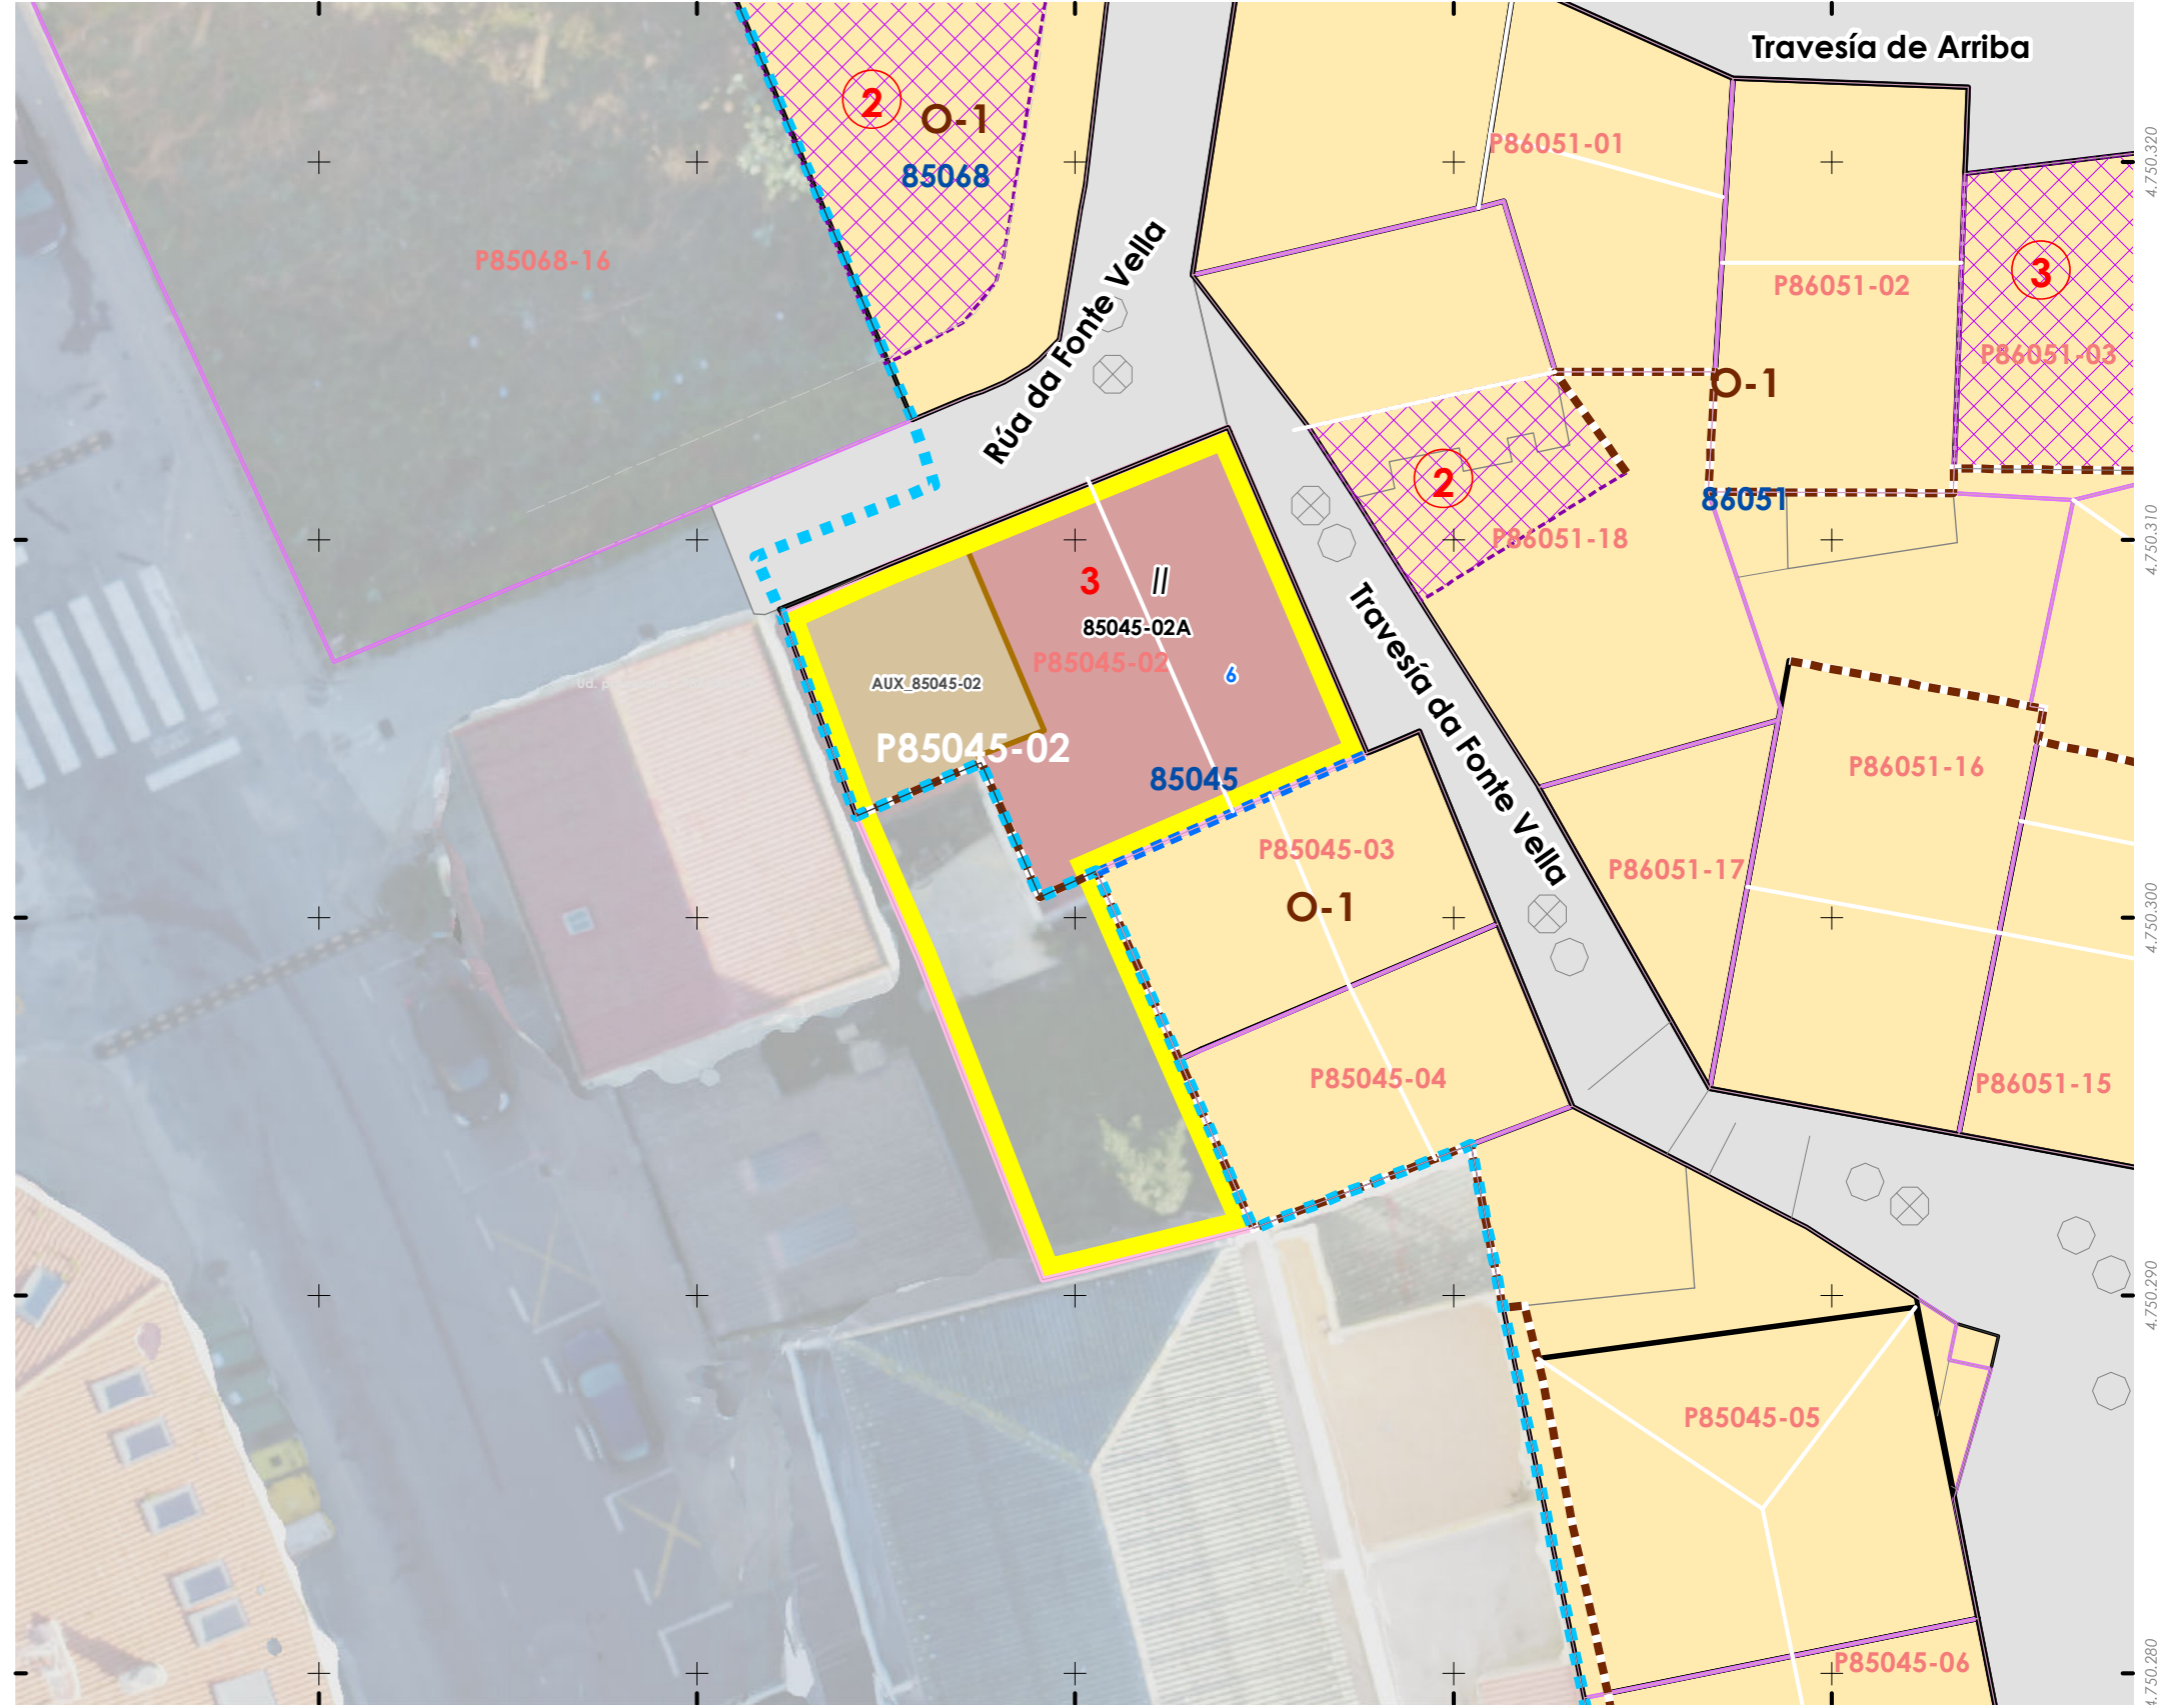 Travesía de Arriba
2
O-1
85068
P86051-01
4.750.320
P85068-16
Rúa da Fonte Vella
P86051-02
3
P86051-03
O-1
2
86051
P86051-18
4.750.310
3
II
85045-02A
P85045-02
6
AUX_85045-02
P85045-02
85045
Travesía da Fonte Vella
P86051-16
P85045-03
P86051-17
O-1
4.750.300
P85045-04
P86051-15
4.750.290
P85045-05
P85045-06
4.750.280